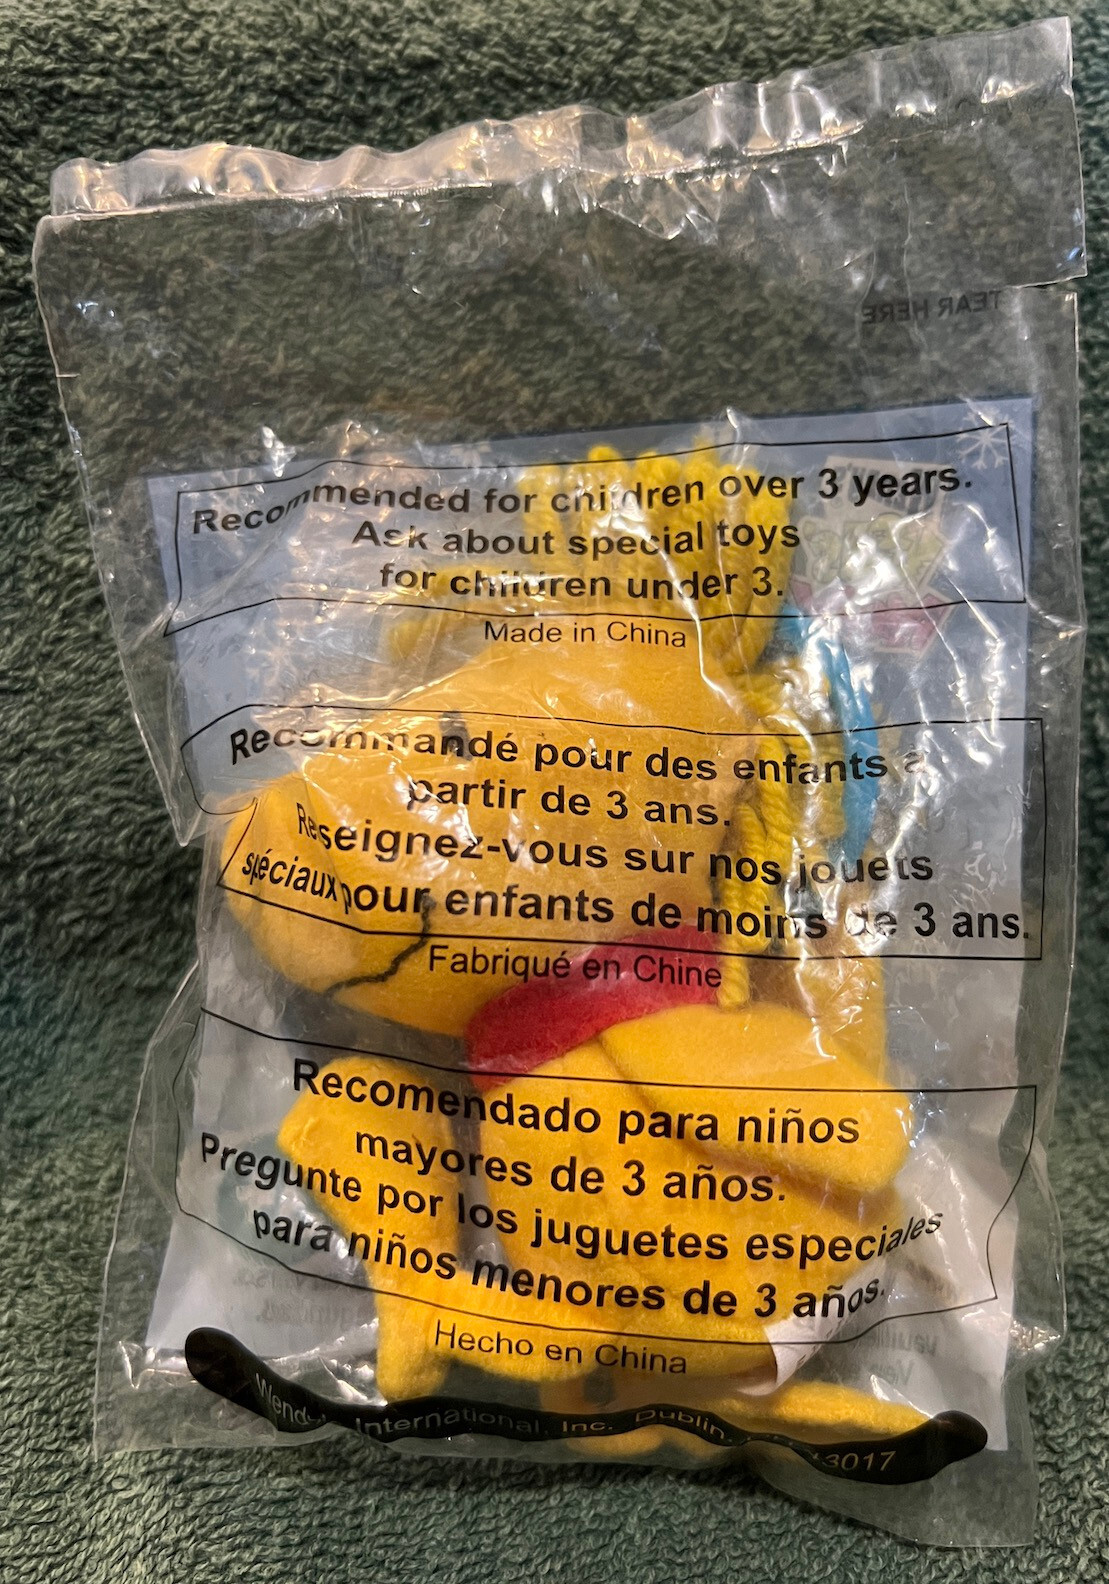 TEAR HERE
Recommended for children over 3 years.
Ask about special toys
for children under 3.
Made in China
Recommandé pour des enfants à
partir de 3 ans.
Reseignez-vous sur nos jouets
spéciaux pour enfants de moins de 3 ans.
Fabriqué en Chine
Recomendado para niños
mayores de 3 años.
Pregunte por los juguetes especiales
para niños menores de 3 años.
Hecho en China
International, Inc. Dublin,